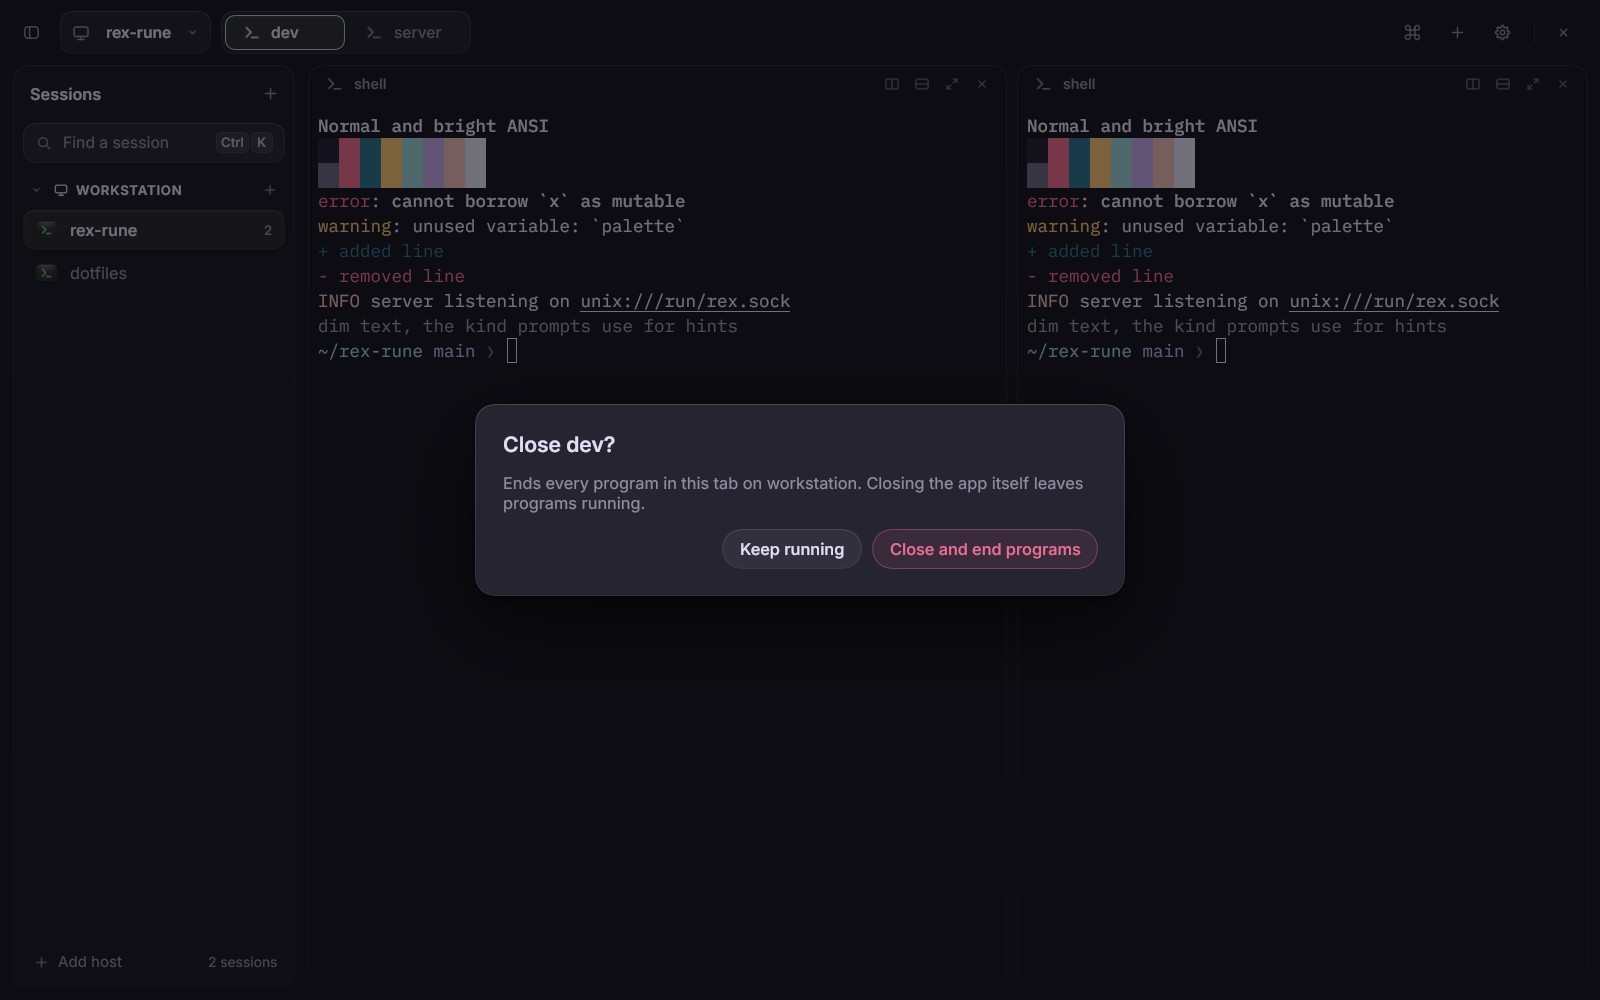 rex-rune
dev
server
Sessions
Find a session Ctrl K
WORKSTATION
rex-rune 2
dotfiles
Add host 2 sessions
shell
Normal and bright ANSI
error: cannot borrow `x` as mutable
warning: unused variable: `palette`
+ added line
- removed line
INFO server listening on unix:///run/rex.sock
dim text, the kind prompts use for hints
~/rex-rune main ❯
shell
Normal and bright ANSI
error: cannot borrow `x` as mutable
warning: unused variable: `palette`
+ added line
- removed line
INFO server listening on unix:///run/rex.sock
dim text, the kind prompts use for hints
~/rex-rune main ❯
Close dev?
Ends every program in this tab on workstation. Closing the app itself leaves
programs running.
Keep running
Close and end programs